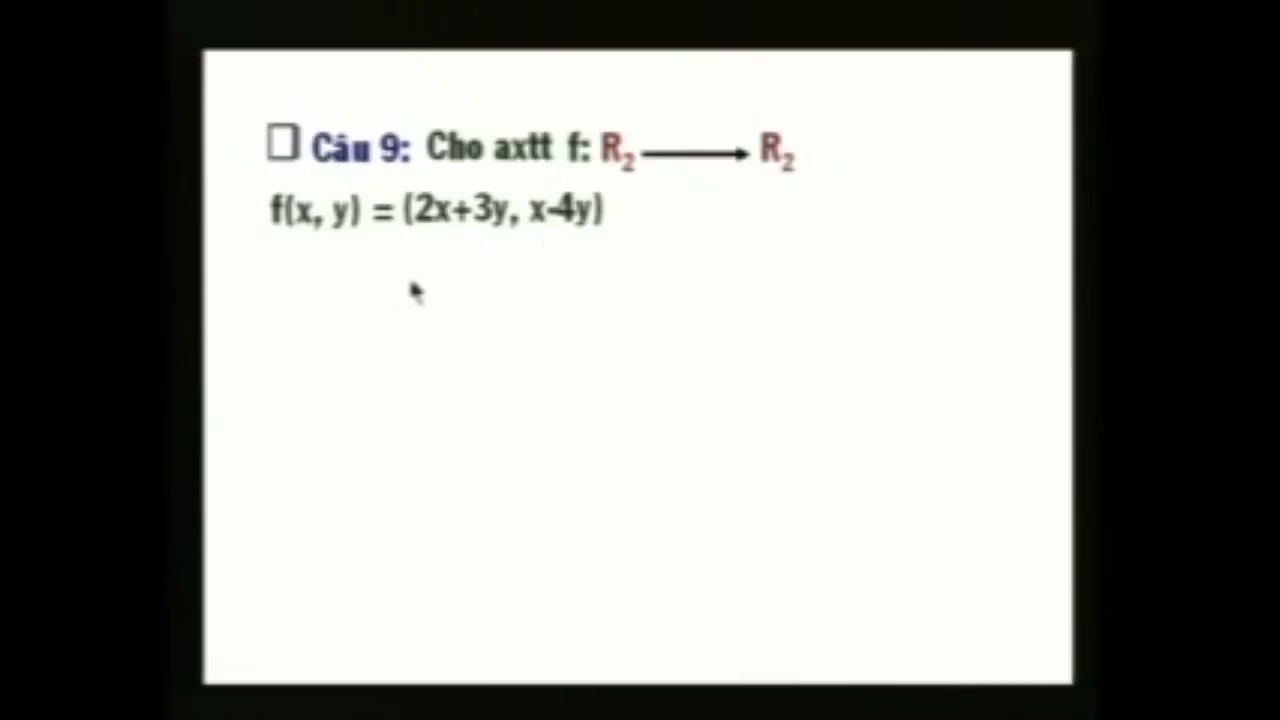 Câu 9: Cho axtt f: R₂ ⟶ R₂
f(x, y) = (2x+3y, x-4y)